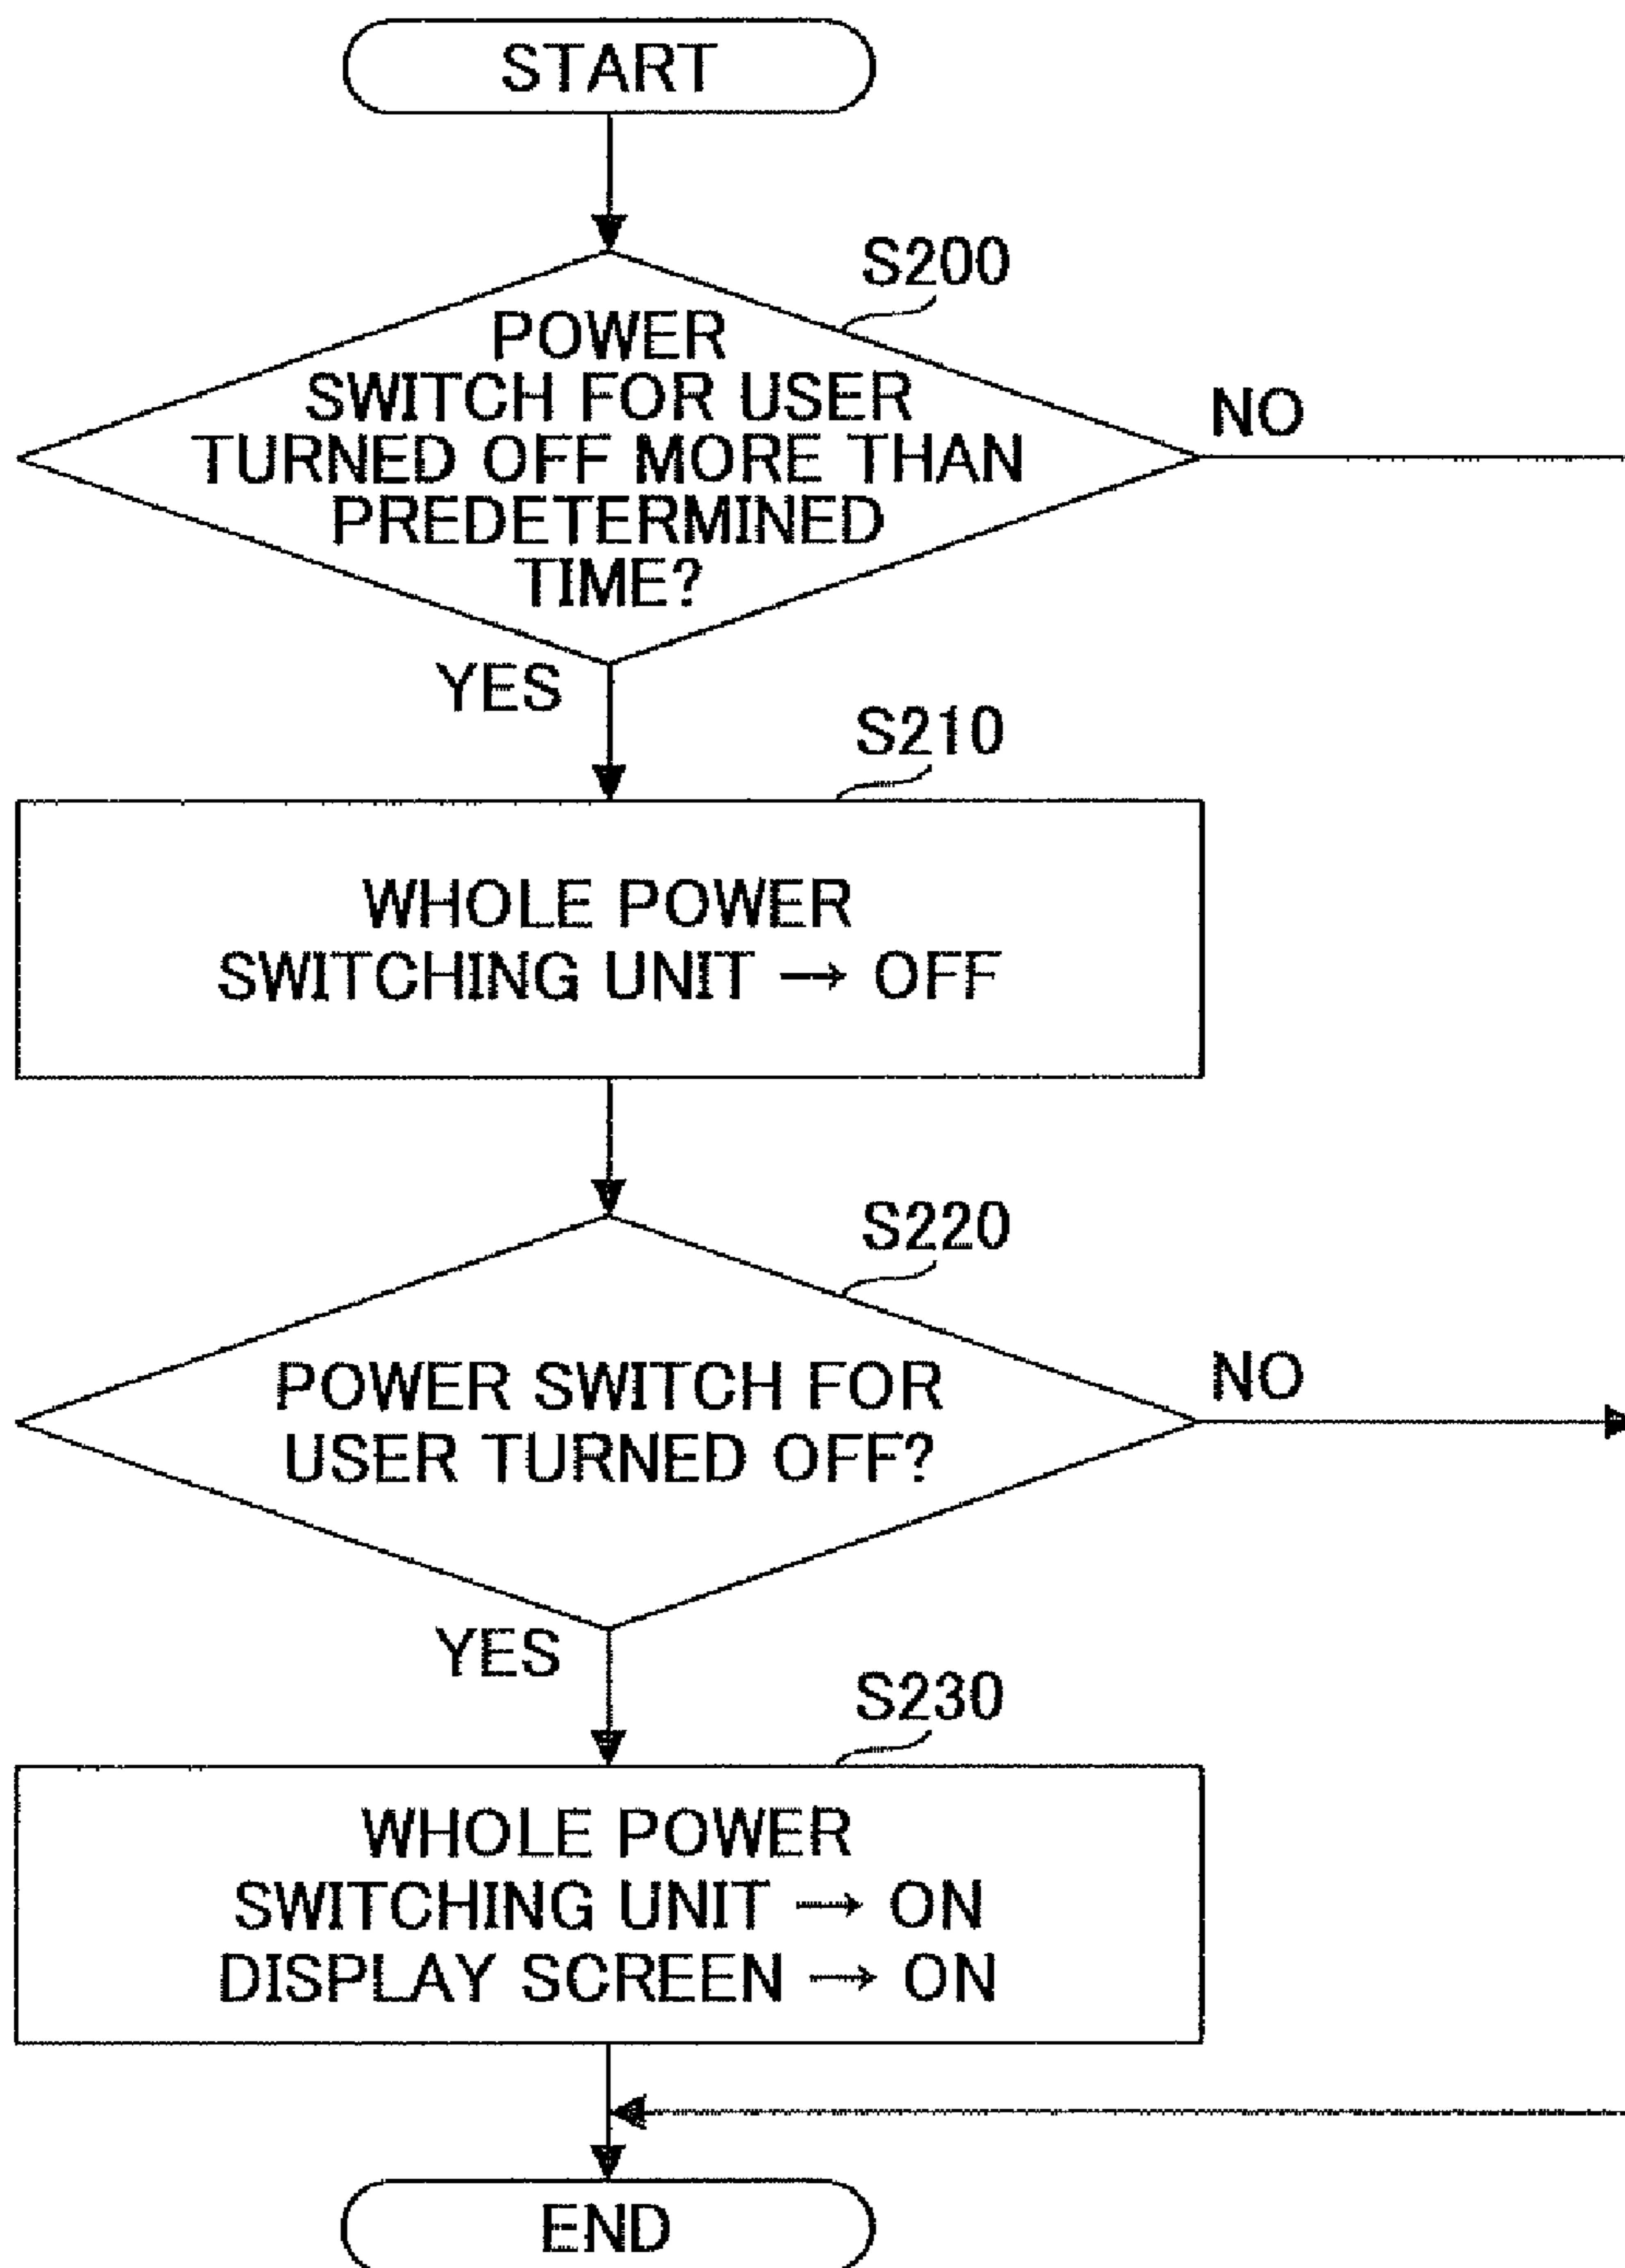 START
S200
POWER
SWITCH FOR USER
TURNED OFF MORE THAN
PREDETERMINED
TIME?
NO
YES
S210
WHOLE POWER
SWITCHING UNIT → OFF
S220
POWER SWITCH FOR
USER TURNED OFF?
NO
YES
S230
WHOLE POWER
SWITCHING UNIT → ON
DISPLAY SCREEN → ON
END